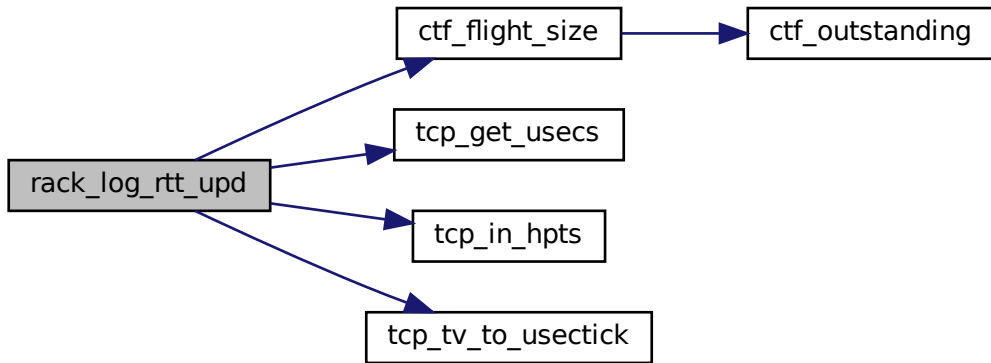 ctf_flight_size
ctf_outstanding
tcp_get_usecs
rack_log_rtt_upd
tcp_in_hpts
tcp_tv_to_usectick